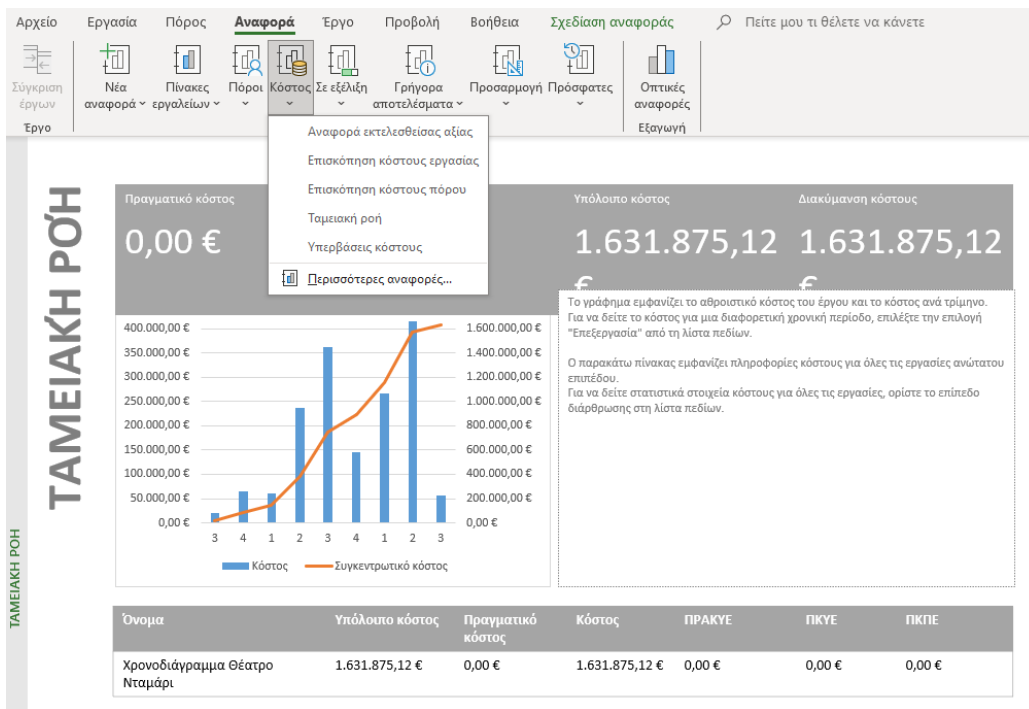 Αρχείο Εργασία Πόρος Αναφορά Έργο Προβολή Βοήθεια Σχεδίαση αναφοράς Πείτε μου τι θέλετε να κάνετε
Σύγκριση έργων
Νέα αναφορά
Πίνακες εργαλείων
Πόροι
Κόστος
Σε εξέλιξη
Γρήγορα αποτελέσματα
Προσαρμογή
Πρόσφατες
Οπτικές αναφορές
Έργο
Εξαγωγή
Αναφορά εκτελεσθείσας αξίας
Επισκόπηση κόστους εργασίας
Επισκόπηση κόστους πόρου
Ταμειακή ροή
Υπερβάσεις κόστους
Περισσότερες αναφορές...
ΤΑΜΕΙΑΚΗ ΡΟΉ
ΤΑΜΕΙΑΚΗ ΡΟΗ
Πραγματικό κόστος
0,00 €
Υπόλοιπο κόστος
1.631.875,12
€
Διακύμανση κόστους
1.631.875,12
€
Το γράφημα εμφανίζει το αθροιστικό κόστος του έργου και το κόστος ανά τρίμηνο.
Για να δείτε το κόστος για μια διαφορετική χρονική περίοδο, επιλέξτε την επιλογή
"Επεξεργασία" από τη λίστα πεδίων.
Ο παρακάτω πίνακας εμφανίζει πληροφορίες κόστους για όλες τις εργασίες ανώτατου
επιπέδου.
Για να δείτε στατιστικά στοιχεία κόστους για όλες τις εργασίες, ορίστε το επίπεδο
διάρθρωσης στη λίστα πεδίων.
400.000,00 € 1.600.000,00 €
350.000,00 € 1.400.000,00 €
300.000,00 € 1.200.000,00 €
250.000,00 € 1.000.000,00 €
200.000,00 € 800.000,00 €
150.000,00 € 600.000,00 €
100.000,00 € 400.000,00 €
50.000,00 € 200.000,00 €
0,00 € 0,00 €
3 4 1 2 3 4 1 2 3
Κόστος Συγκεντρωτικό κόστος
Όνομα Υπόλοιπο κόστος Πραγματικό κόστος Κόστος ΠΡΑΚΥΕ ΠΚΥΕ ΠΚΠΕ
Χρονοδιάγραμμα Θέατρο Νταμάρι 1.631.875,12 € 0,00 € 1.631.875,12 € 0,00 € 0,00 € 0,00 €